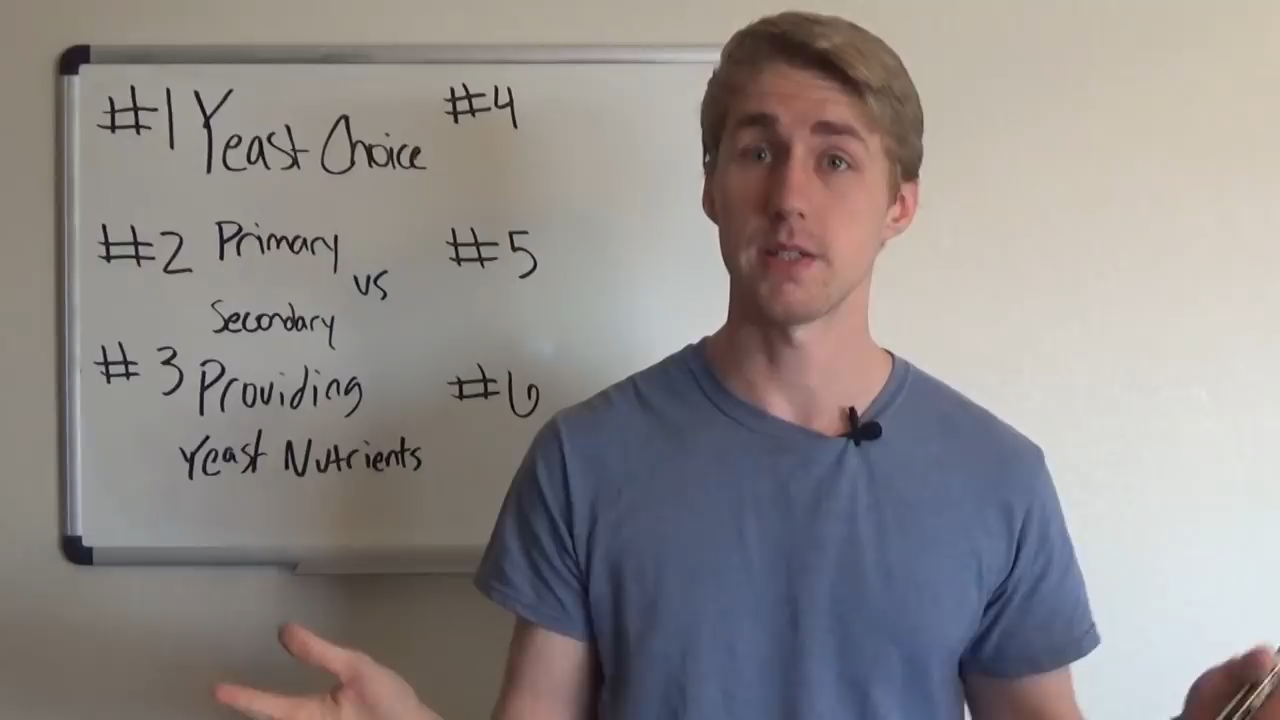 #1 Yeast Choice
#2 Primary
vs
Secondary
#3 Providing
Yeast Nutrients
#4
#5
#6